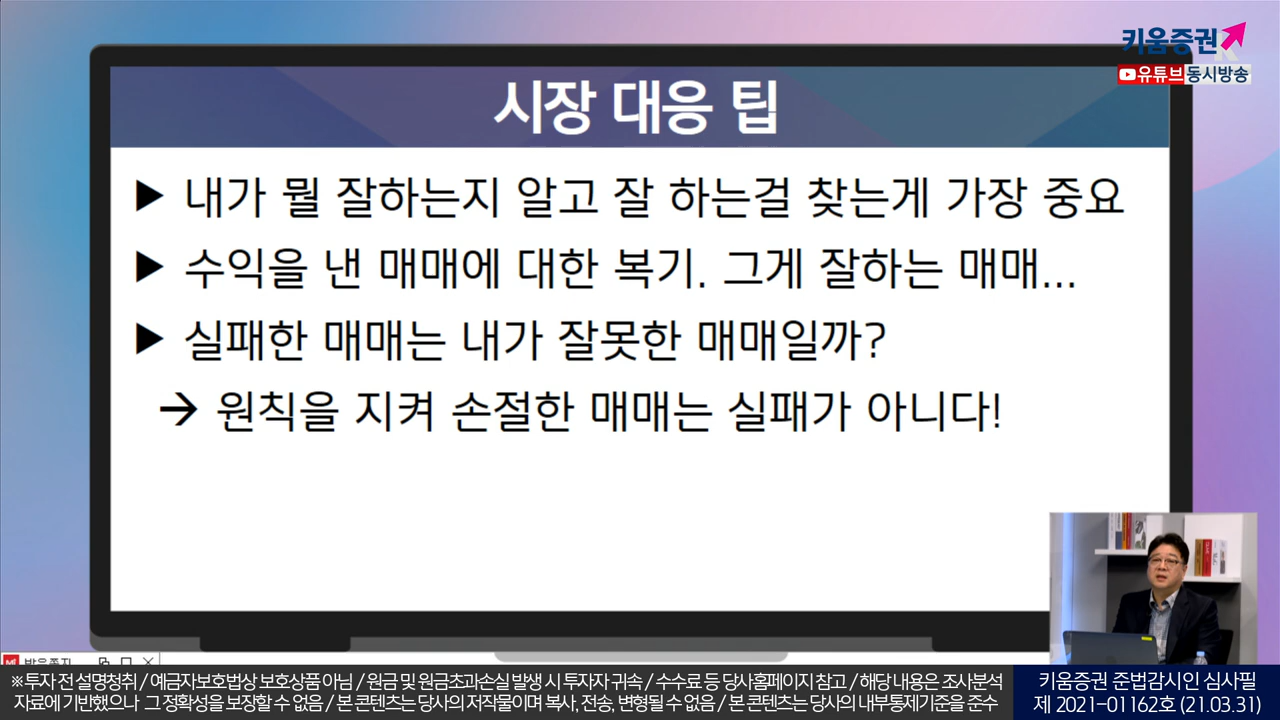 키움증권
유튜브 동시방송
시장 대응 팁
▶ 내가 뭘 잘하는지 알고 잘 하는걸 찾는게 가장 중요
▶ 수익을 낸 매매에 대한 복기. 그게 잘하는 매매...
▶ 실패한 매매는 내가 잘못한 매매일까?
→ 원칙을 지켜 손절한 매매는 실패가 아니다!
※ 투자 전 설명청취 / 예금자보호법상 보호상품 아님 / 원금 및 원금초과손실 발생 시 투자자 귀속 / 수수료 등 당사홈페이지 참고 / 해당 내용은 조사분석
자료에 기반했으나 그 정확성을 보장할 수 없음 / 본 콘텐츠는 당사의 저작물이며 복사, 전송, 변형될 수 없음 / 본 콘텐츠는 당사의 내부통제기준을 준수
키움증권 준법감시인 심사필
제 2021-01162호 (21.03.31)